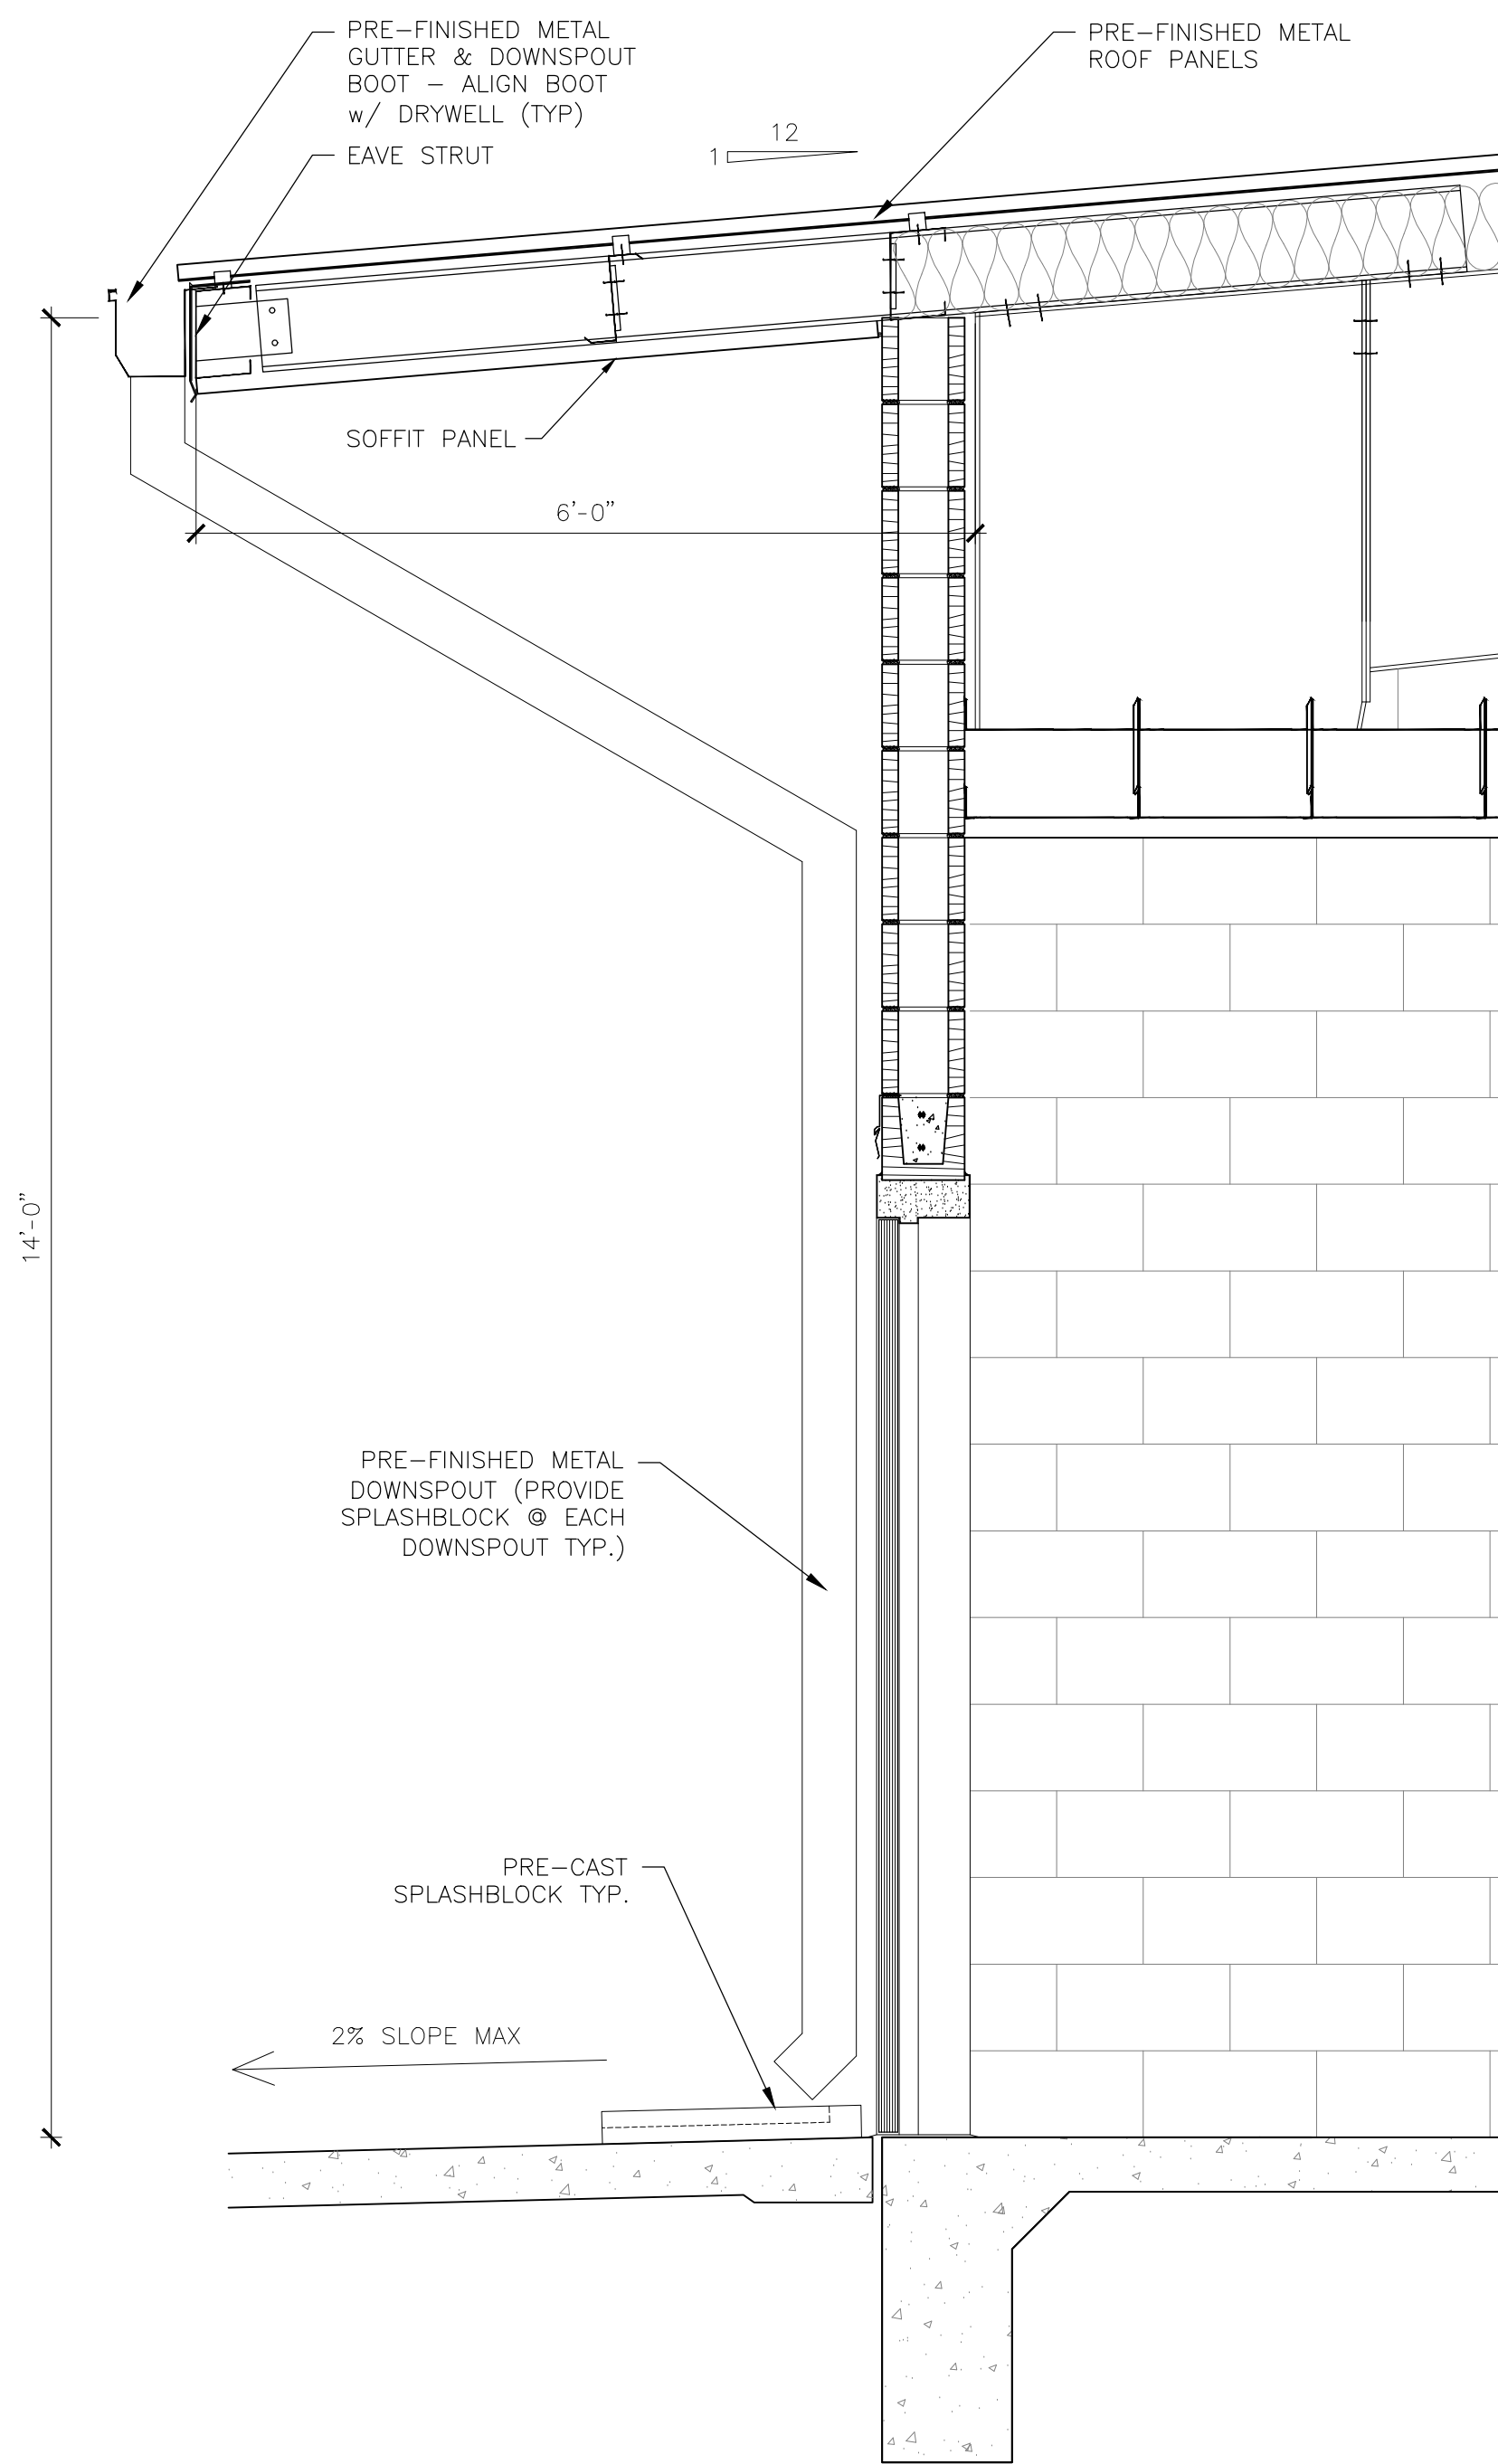 PRE-FINISHED METAL
GUTTER & DOWNSPOUT
BOOT - ALIGN BOOT
w/ DRYWELL (TYP)
EAVE STRUT
PRE-FINISHED METAL
ROOF PANELS
12
1
SOFFIT PANEL
6'-0"
14'-0"
PRE-FINISHED METAL
DOWNSPOUT (PROVIDE
SPLASHBLOCK @ EACH
DOWNSPOUT TYP.)
PRE-CAST
SPLASHBLOCK TYP.
2% SLOPE MAX